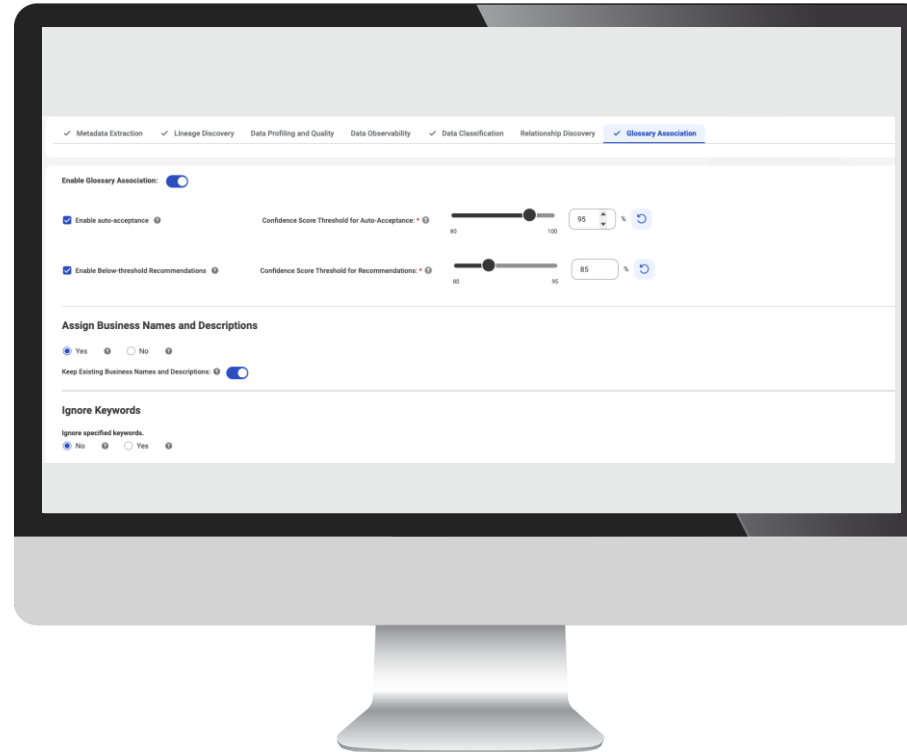 Metadata Extraction Lineage Discovery Data Profiling and Quality Data Observability Data Classification Relationship Discovery Glossary Association
Enable Glossary Association:
Enable auto-acceptance Confidence Score Threshold for Auto-Acceptance: * 95 %
80 100
Enable Below-threshold Recommendations Confidence Score Threshold for Recommendations: * 85 %
80 95
Assign Business Names and Descriptions
Yes No
Keep Existing Business Names and Descriptions:
Ignore Keywords
Ignore specified keywords.
No Yes